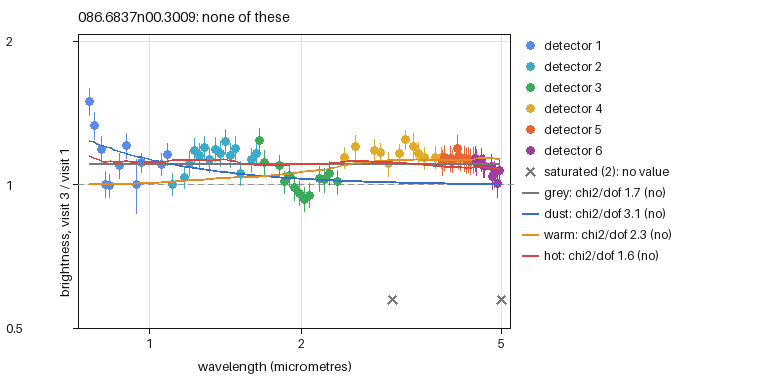 086.6837n00.3009: none of these
2
1
0.5
brightness, visit 3 / visit 1
1
2
5
wavelength (micrometres)
detector 1
detector 2
detector 3
detector 4
detector 5
detector 6
saturated (2): no value
grey: chi2/dof 1.7 (no)
dust: chi2/dof 3.1 (no)
warm: chi2/dof 2.3 (no)
hot: chi2/dof 1.6 (no)